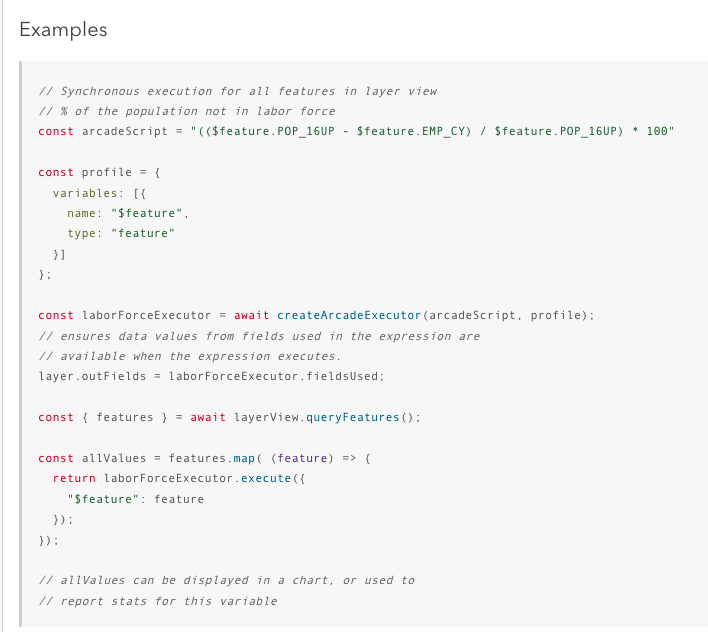 Examples
// Synchronous execution for all features in layer view
// % of the population not in labor force
const arcadeScript = "(($feature.POP_16UP - $feature.EMP_CY) / $feature.POP_16UP) * 100"
const profile = {
  variables: [{
    name: "$feature",
    type: "feature"
  }]
};
const laborForceExecutor = await createArcadeExecutor(arcadeScript, profile);
// ensures data values from fields used in the expression are
// available when the expression executes.
layer.outFields = laborForceExecutor.fieldsUsed;
const { features } = await layerView.queryFeatures();
const allValues = features.map( (feature) => {
  return laborForceExecutor.execute({
    "$feature": feature
  });
});
// allValues can be displayed in a chart, or used to
// report stats for this variable